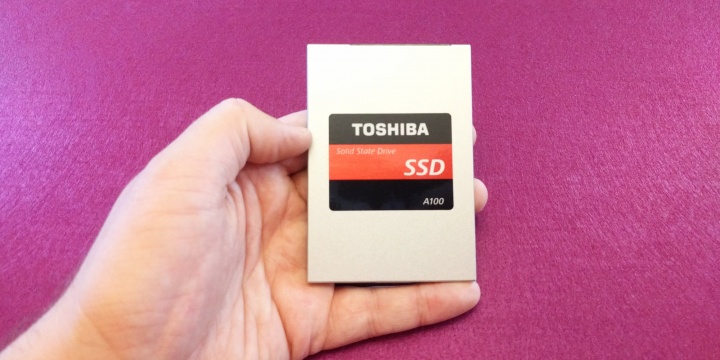 TOSHIBA
Solid State Drive
SSD
A100